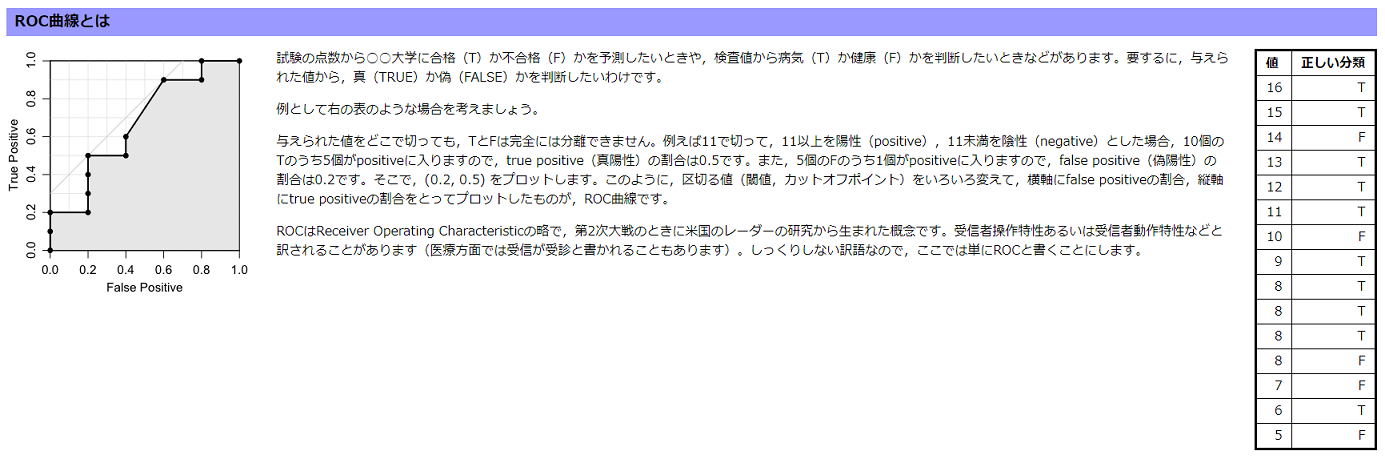 ROC曲線とは
試験の点数から○○大学に合格（T）か不合格（F）かを予測したいときや，検査値から病気（T）か健康（F）かを判断したいときなどがあります。要するに，与えら
れた値から，真（TRUE）か偽（FALSE）かを判断したいわけです。
例として右の表のような場合を考えましょう。
与えられた値をどこで切っても，TとFは完全には分離できません。例えば11で切って，11以上を陽性（positive），11未満を陰性（negative）とした場合，10個の
Tのうち5個がpositiveに入りますので，true positive（真陽性）の割合は0.5です。また，5個のFのうち1個がpositiveに入りますので，false positive（偽陽性）の
割合は0.2です。そこで，(0.2, 0.5) をプロットします。このように，区切る値（閾値，カットオフポイント）をいろいろ変えて，横軸にfalse positiveの割合，縦軸
にtrue positiveの割合をとってプロットしたものが，ROC曲線です。
ROCはReceiver Operating Characteristicの略で，第2次大戦のときに米国のレーダーの研究から生まれた概念です。受信者操作特性あるいは受信者動作特性などと
訳されることがあります（医療方面では受信が受診と書かれることもあります）。しっくりしない訳語なので，ここでは単にROCと書くことにします。
True Positive
1.0
0.8
0.6
0.4
0.2
0.0
0.0 0.2 0.4 0.6 0.8 1.0
False Positive
値 正しい分類
16 T
15 T
14 F
13 T
12 T
11 T
10 F
9 T
8 T
8 T
8 T
8 F
7 F
6 T
5 F